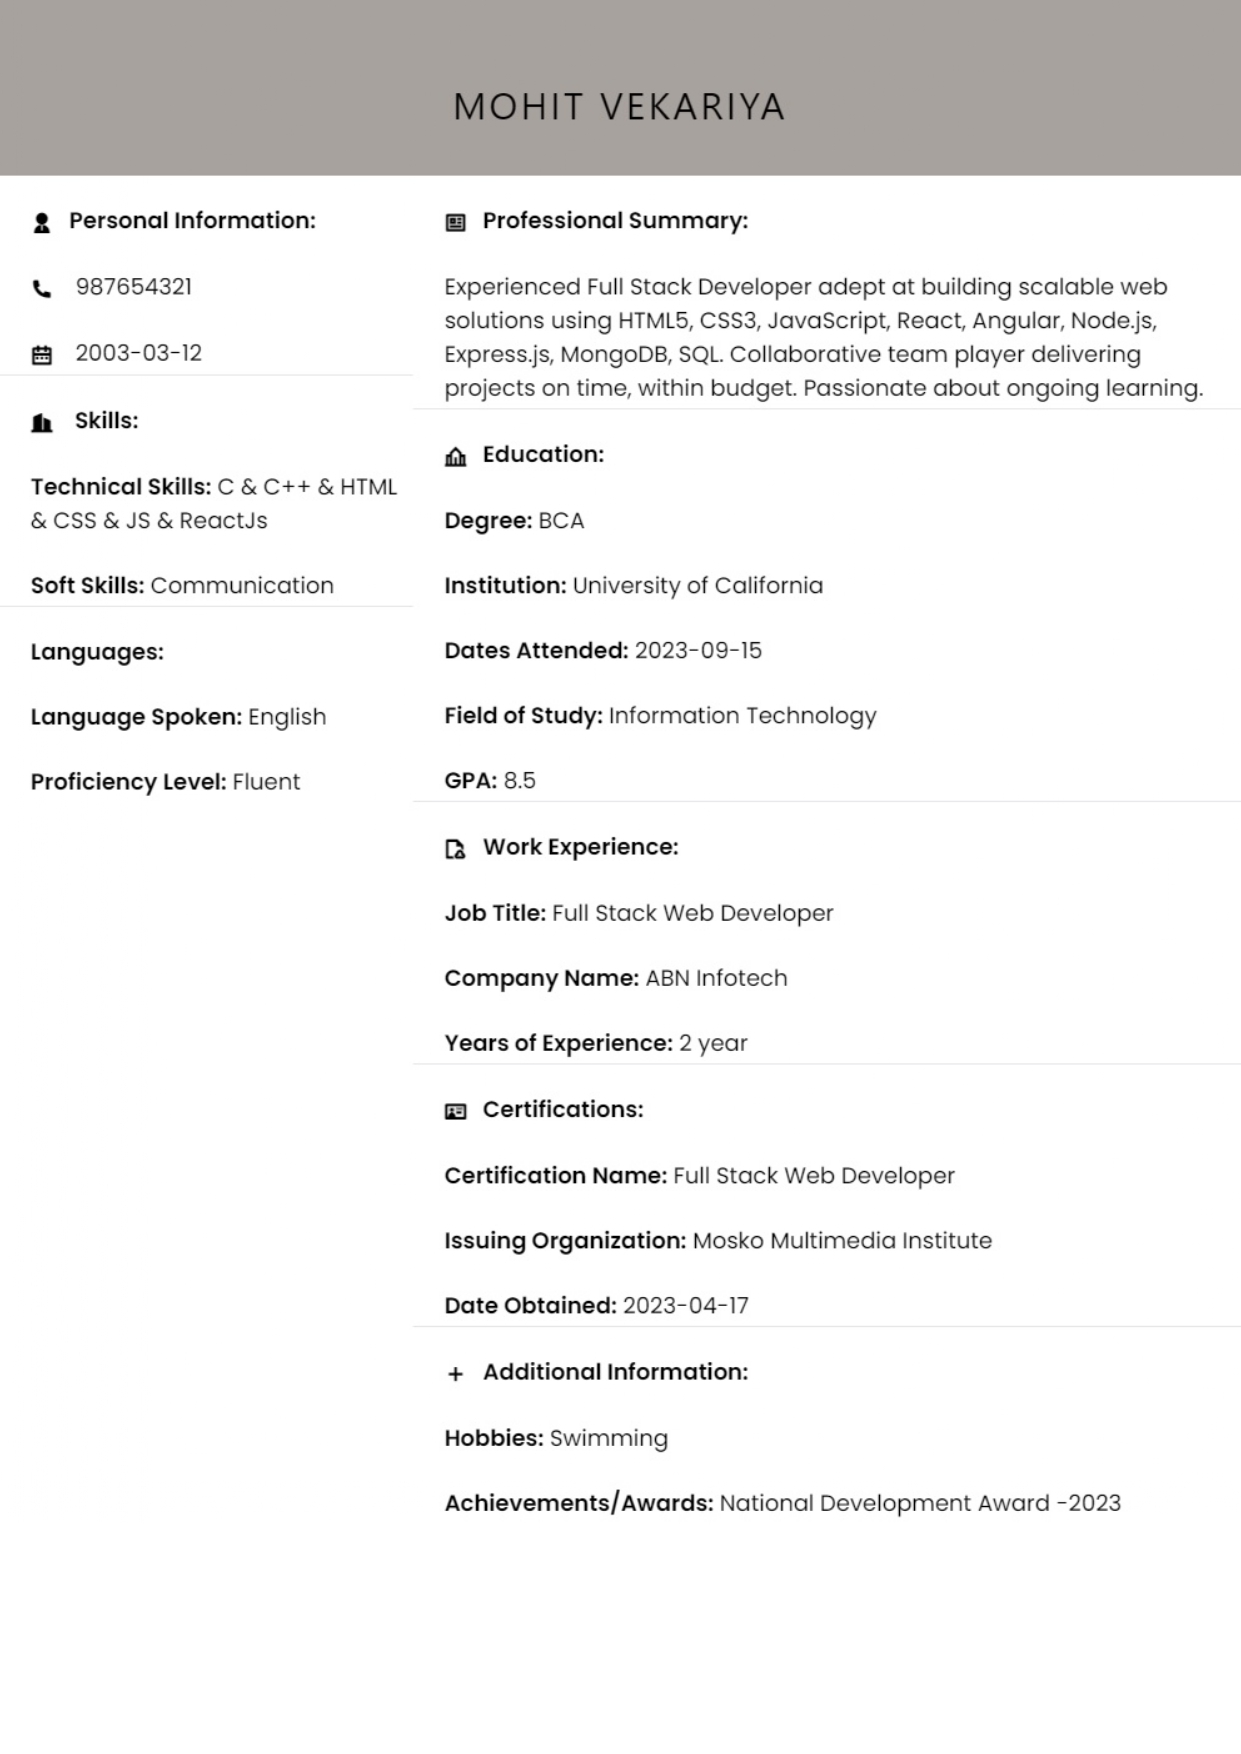 MOHIT VEKARIYA
Personal Information:
987654321
2003-03-12
Skills:
Technical Skills: C & C++ & HTML
& CSS & JS & ReactJs
Soft Skills: Communication
Languages:
Language Spoken: English
Proficiency Level: Fluent
Professional Summary:
Experienced Full Stack Developer adept at building scalable web
solutions using HTML5, CSS3, JavaScript, React, Angular, Node.js,
Express.js, MongoDB, SQL. Collaborative team player delivering
projects on time, within budget. Passionate about ongoing learning.
Education:
Degree: BCA
Institution: University of California
Dates Attended: 2023-09-15
Field of Study: Information Technology
GPA: 8.5
Work Experience:
Job Title: Full Stack Web Developer
Company Name: ABN Infotech
Years of Experience: 2 year
Certifications:
Certification Name: Full Stack Web Developer
Issuing Organization: Mosko Multimedia Institute
Date Obtained: 2023-04-17
Additional Information:
Hobbies: Swimming
Achievements/Awards: National Development Award -2023